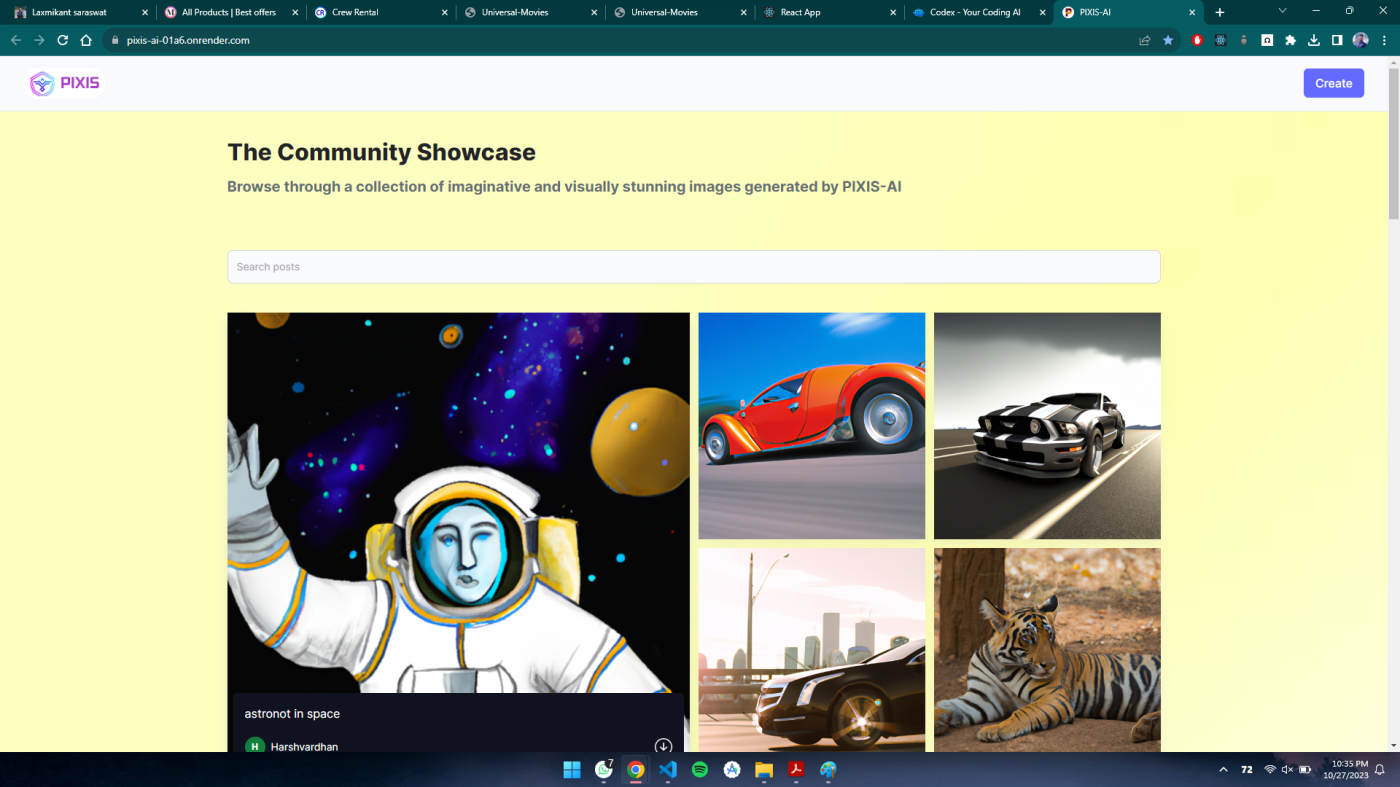 Laxmikant saraswat
All Products | Best offers
Crew Rental
Universal-Movies
Universal-Movies
React App
Codex - Your Coding AI
PIXIS-AI
pixis-ai-01a6.onrender.com
PIXIS
Create
The Community Showcase
Browse through a collection of imaginative and visually stunning images generated by PIXIS-AI
Search posts
astronot in space
H Harshvardhan
7
72
10:35 PM
10/27/2023